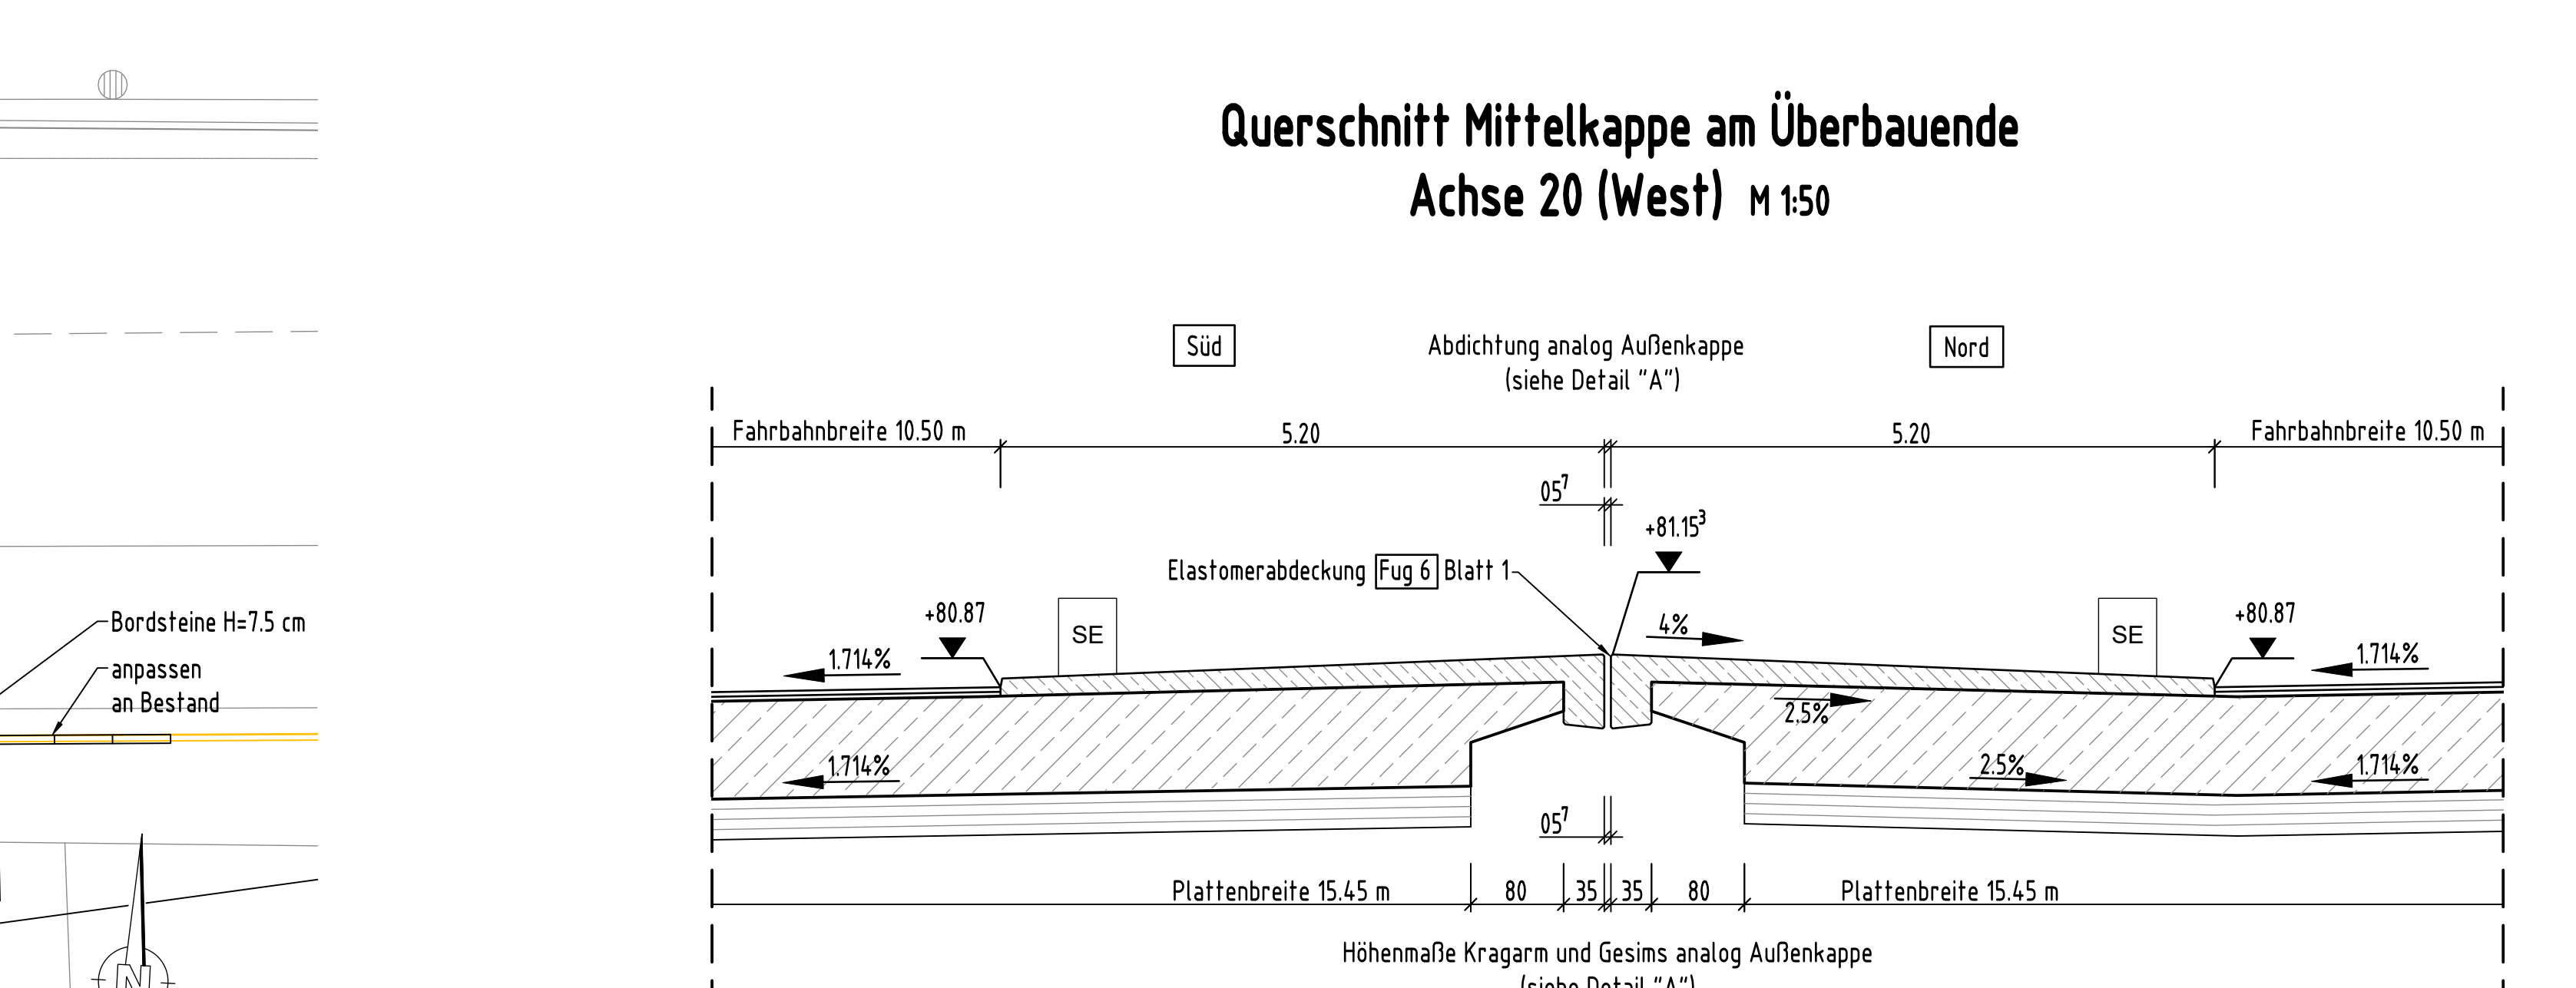 Querschnitt Mittelkappe am Überbauende
Achse 20 (West) M 1:50
Süd
Abdichtung analog Außenkappe
(siehe Detail "A")
Nord
Fahrbahnbreite 10.50 m
5.20
5.20
Fahrbahnbreite 10.50 m
05⁷
+81.15³
Elastomerabdeckung Fug 6 Blatt 1
+80.87
SE
4%
SE
+80.87
1.714%
1.714%
2,5%
1.714%
2.5%
1.714%
05⁷
Plattenbreite 15.45 m
80
35
35
80
Plattenbreite 15.45 m
Höhenmaße Kragarm und Gesims analog Außenkappe
(siehe Detail "A")
Bordsteine H=7.5 cm
anpassen
an Bestand
N